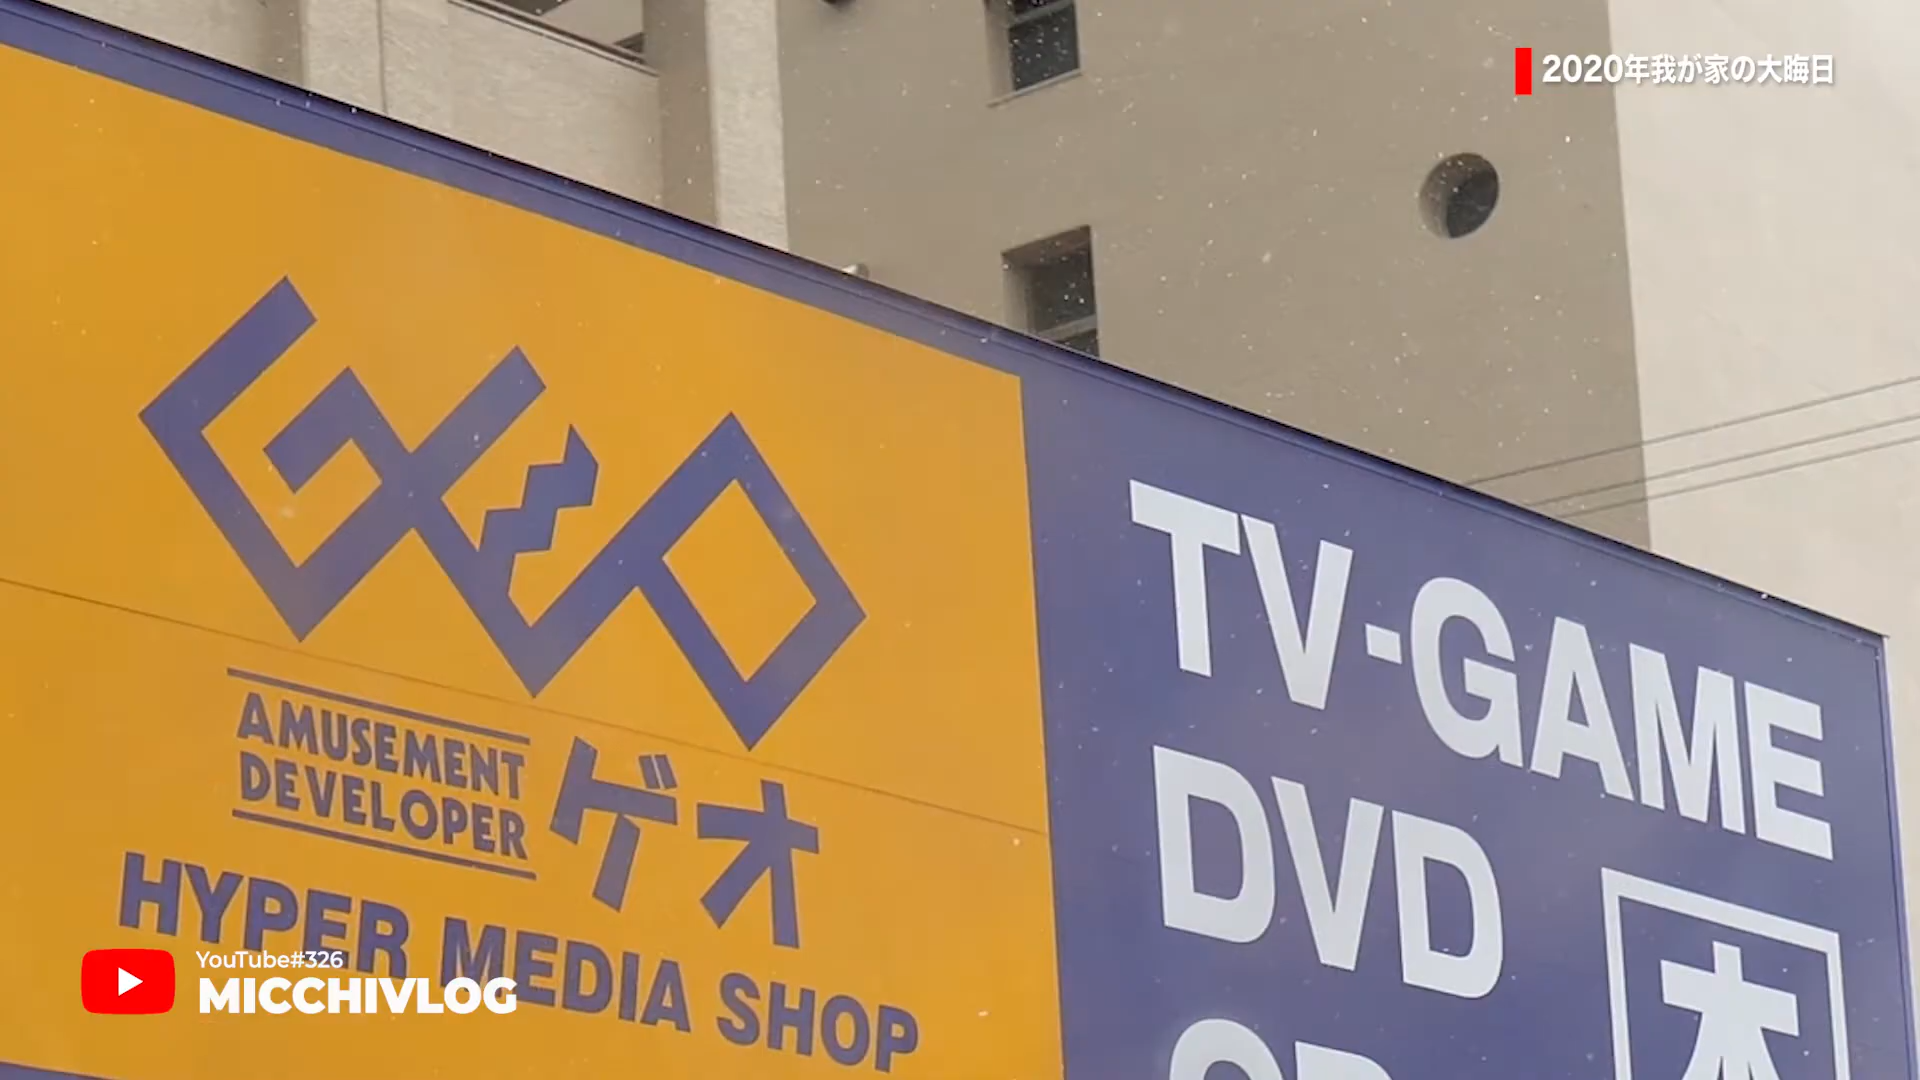 2020年我が家の大晦日
GEO
AMUSEMENT
DEVELOPER
ゲオ
HYPER MEDIA SHOP
TV-GAME
DVD
YouTube#326
MICCHIVLOG